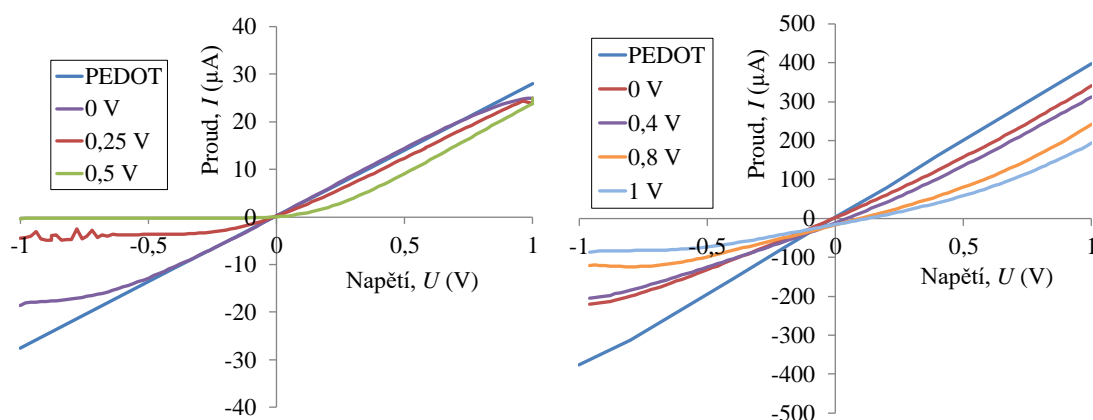 40
30
20
10
0
-10
-20
-30
-40
-1
-0,5
0
0,5
1
Proud, I (µA)
Napětí, U (V)
PEDOT
0 V
0,25 V
0,5 V
500
400
300
200
100
0
-100
-200
-300
-400
-500
-1
-0,5
0
0,5
1
Proud, I (µA)
Napětí, U (V)
PEDOT
0 V
0,4 V
0,8 V
1 V